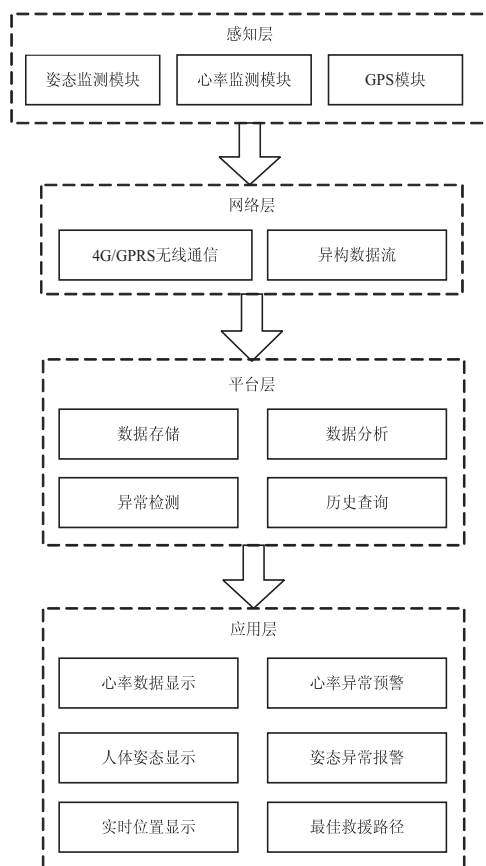 感知层
姿态监测模块
心率监测模块
GPS模块
网络层
4G/GPRS无线通信
异构数据流
平台层
数据存储
数据分析
异常检测
历史查询
应用层
心率数据显示
心率异常预警
人体姿态显示
姿态异常报警
实时位置显示
最佳救援路径